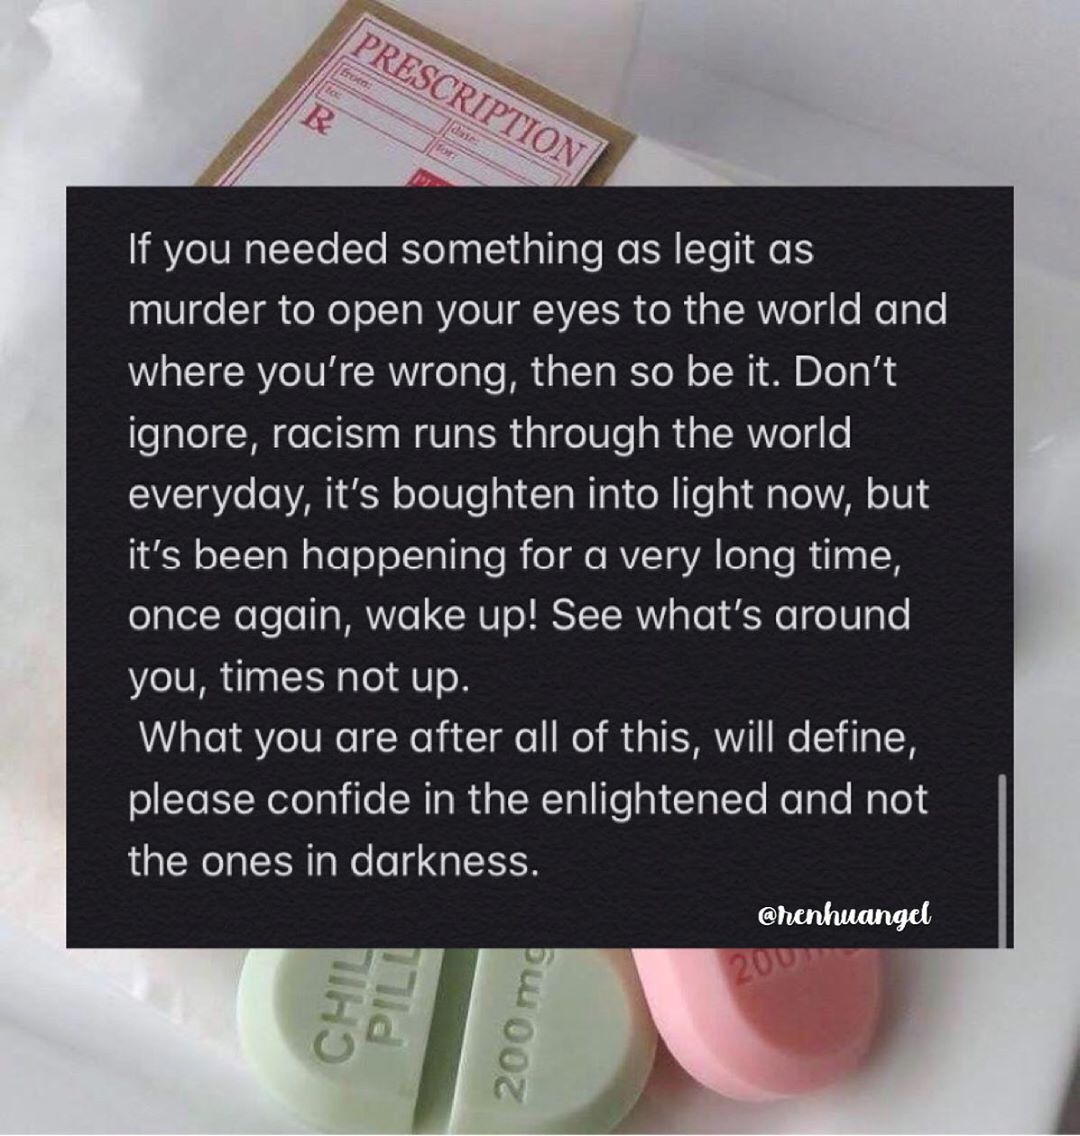 PRESCRIPTION
from:
to:
date:
for:
℞
If you needed something as legit as
murder to open your eyes to the world and
where you're wrong, then so be it. Don't
ignore, racism runs through the world
everyday, it's boughten into light now, but
it's been happening for a very long time,
once again, wake up! See what's around
you, times not up.
What you are after all of this, will define,
please confide in the enlightened and not
the ones in darkness.
@renhuangel
CHILL
PILL
200 mg
200 mg